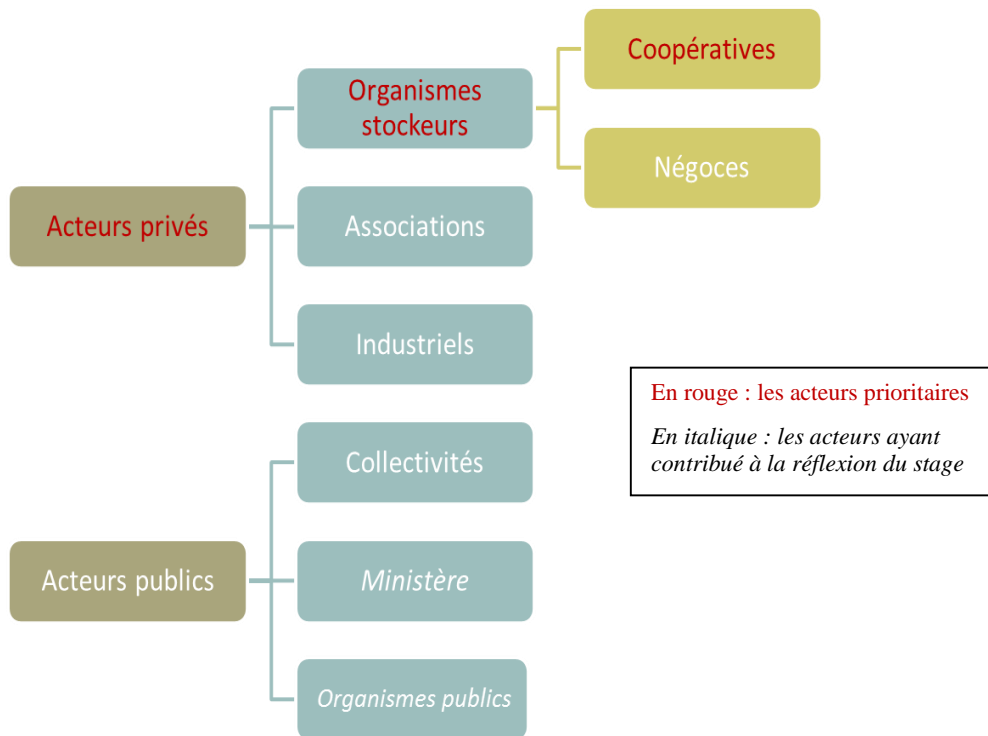 Coopératives
Organismes
stockeurs
Négoces
Acteurs privés
Associations
Industriels
En rouge : les acteurs prioritaires
En italique : les acteurs ayant
contribué à la réflexion du stage
Collectivités
Acteurs publics
Ministère
Organismes publics